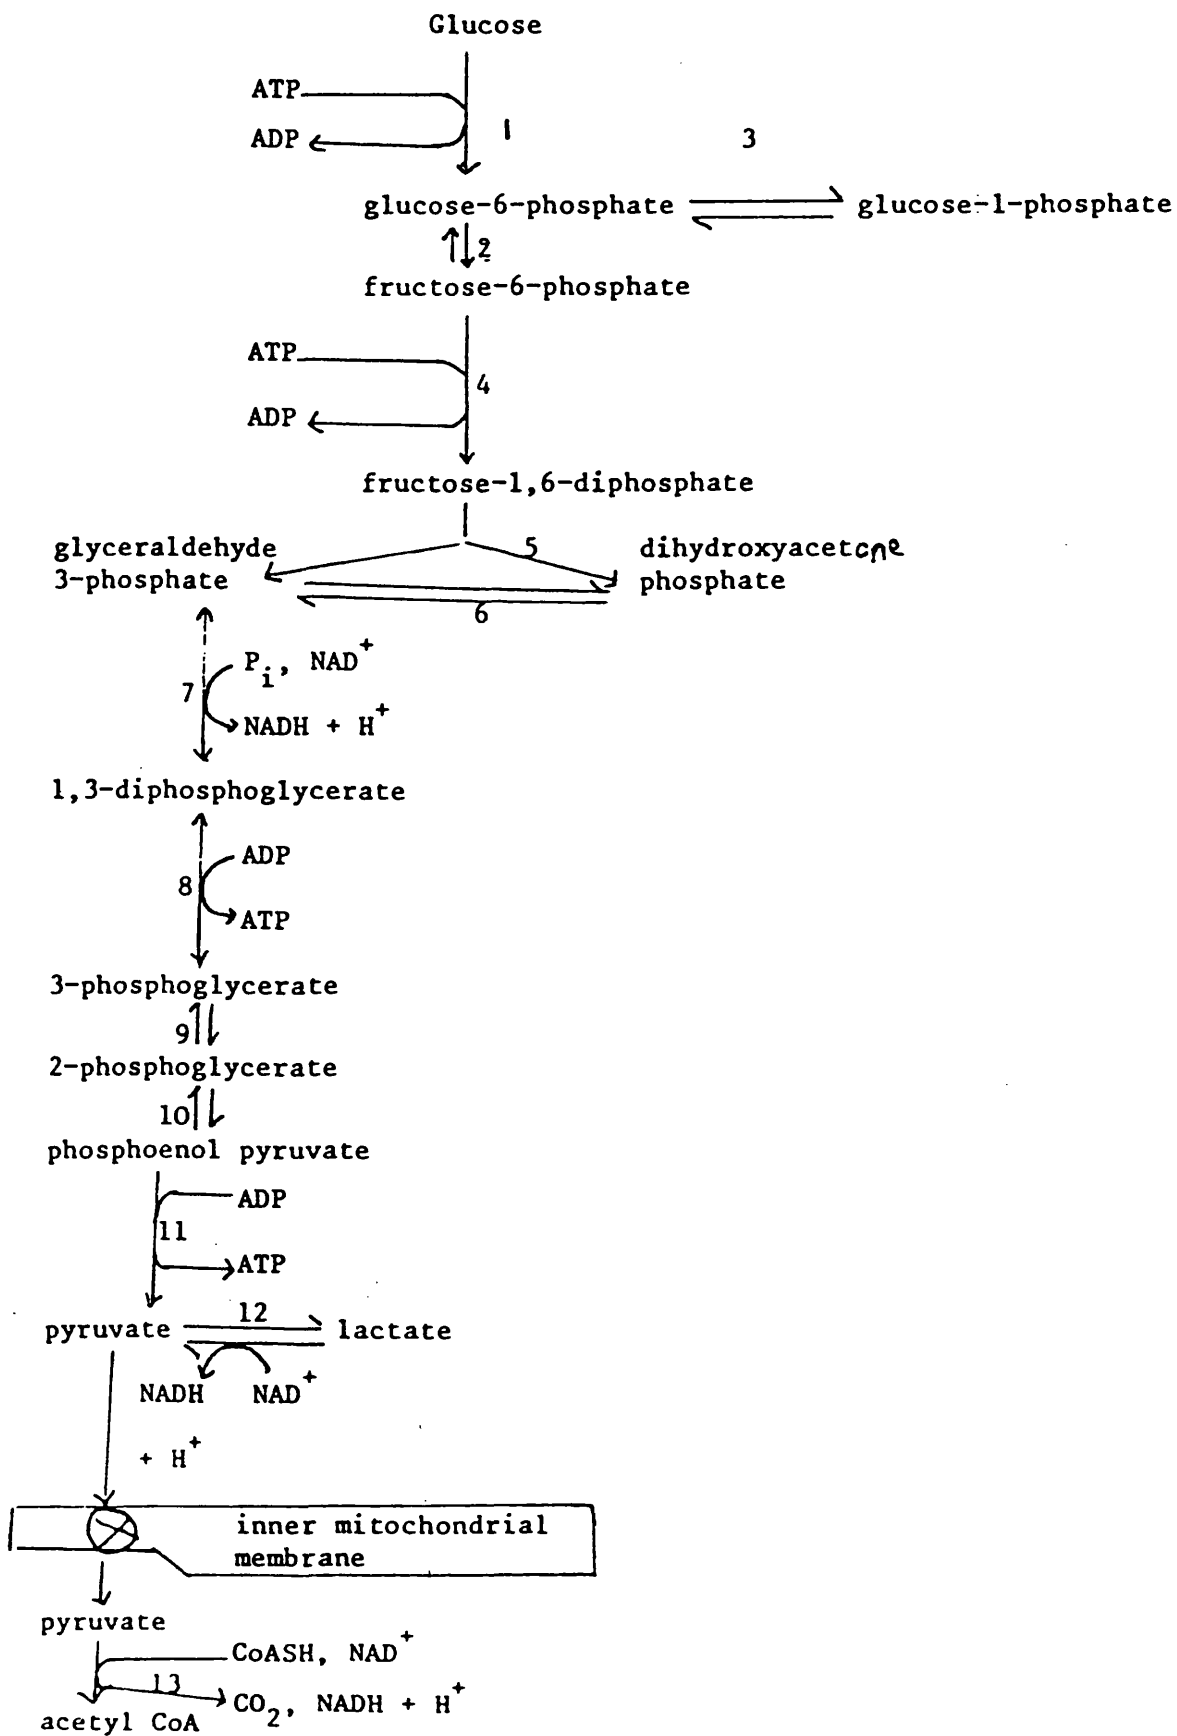 Glucose
ATP
ADP
1
3
glucose-6-phosphate
glucose-1-phosphate
2
fructose-6-phosphate
ATP
4
ADP
fructose-1,6-diphosphate
glyceraldehyde
3-phosphate
5
dihydroxyacetone
phosphate
6
Pi, NAD+
7
NADH + H+
1,3-diphosphoglycerate
ADP
8
ATP
3-phosphoglycerate
9
2-phosphoglycerate
10
phosphoenol pyruvate
ADP
11
ATP
12
pyruvate
lactate
NADH NAD+
+ H+
inner mitochondrial
membrane
pyruvate
CoASH, NAD+
13
CO2, NADH + H+
acetyl CoA